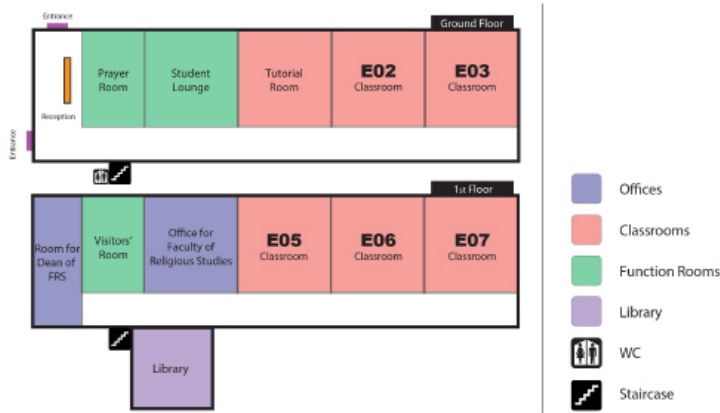 Entrance
Ground Floor
Prayer
Room
Student
Lounge
Tutorial
Room
E02
Classroom
E03
Classroom
Reception
Entrance
1st Floor
Room for
Dean of
FRS
Visitors'
Room
Office for
Faculty of
Religious Studies
E05
Classroom
E06
Classroom
E07
Classroom
Library
Offices
Classrooms
Function Rooms
Library
WC
Staircase